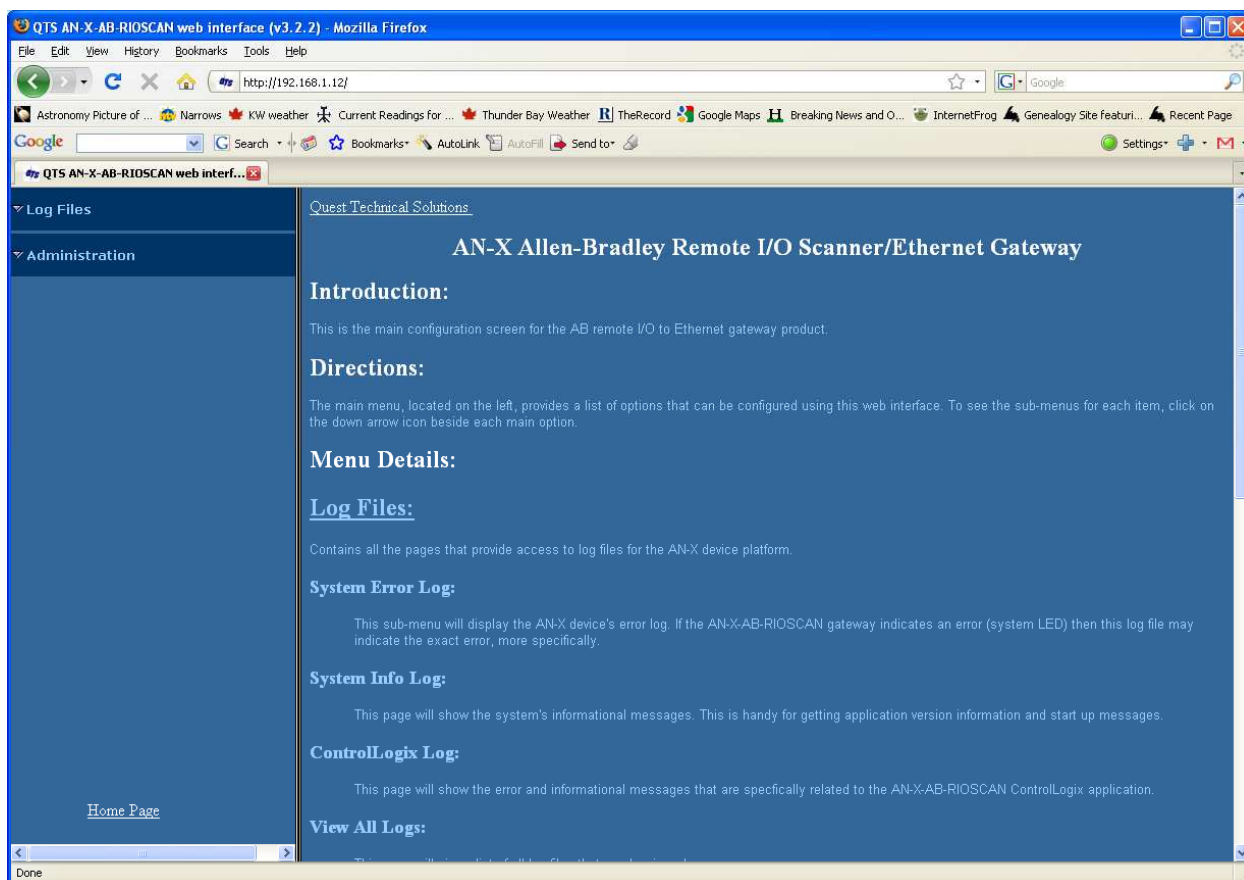 QTS AN-X-AB-RIOSCAN web interface (v3.2.2) - Mozilla Firefox
File Edit View History Bookmarks Tools Help
http://192.168.1.12/ Google
Astronomy Picture of ... Narrows KW weather Current Readings for ... Thunder Bay Weather TheRecord Google Maps Breaking News and O... InternetFrog Genealogy Site featuri... Recent Page
Google Search Bookmarks AutoLink AutoFill Send to Settings
QTS AN-X-AB-RIOSCAN web interf...
Log Files
Administration
Home Page
Quest Technical Solutions
AN-X Allen-Bradley Remote I/O Scanner/Ethernet Gateway
Introduction:
This is the main configuration screen for the AB remote I/O to Ethernet gateway product.
Directions:
The main menu, located on the left, provides a list of options that can be configured using this web interface. To see the sub-menus for each item, click on
the down arrow icon beside each main option.
Menu Details:
Log Files:
Contains all the pages that provide access to log files for the AN-X device platform.
System Error Log:
This sub-menu will display the AN-X device's error log. If the AN-X-AB-RIOSCAN gateway indicates an error (system LED) then this log file may
indicate the exact error, more specifically.
System Info Log:
This page will show the system's informational messages. This is handy for getting application version information and start up messages.
ControlLogix Log:
This page will show the error and informational messages that are specfically related to the AN-X-AB-RIOSCAN ControlLogix application.
View All Logs:
Done